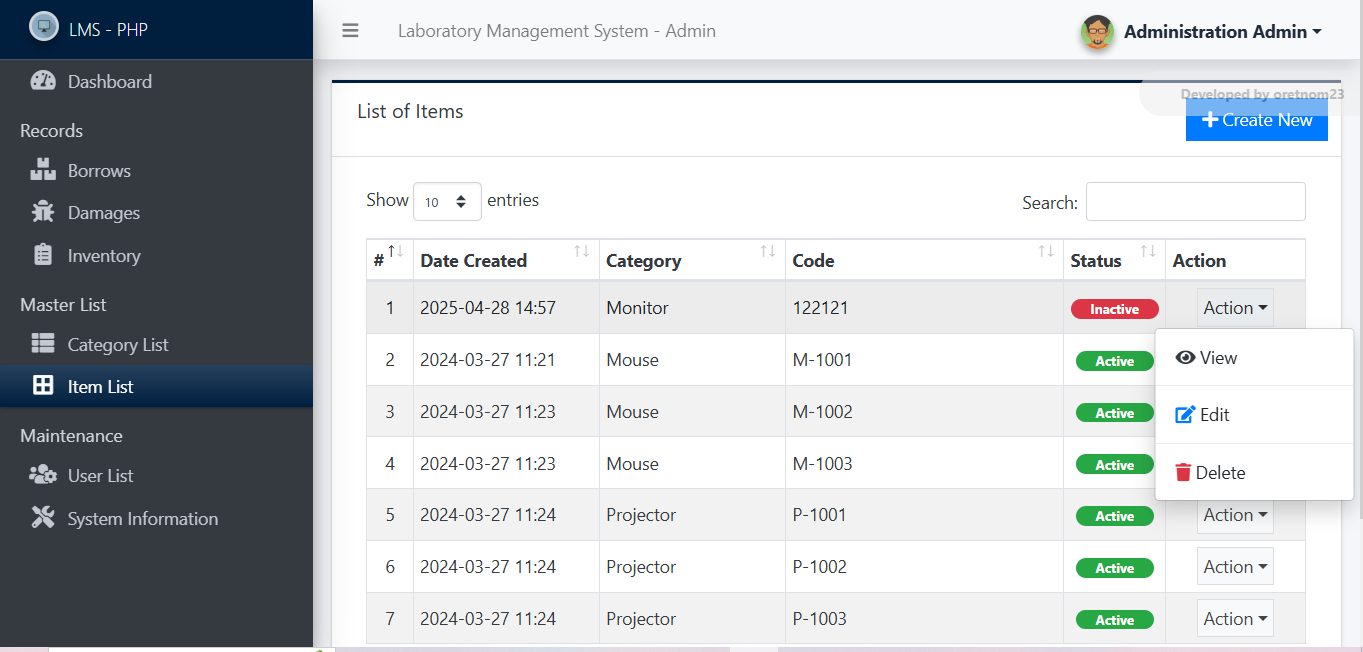 LMS - PHP
Laboratory Management System - Admin
Administration Admin
Dashboard
Records
Borrows
Damages
Inventory
Master List
Category List
Item List
Maintenance
User List
System Information
Developed by oretnom23
List of Items
Create New
Show 10 entries
Search:
# Date Created Category Code Status Action
1 2025-04-28 14:57 Monitor 122121 Inactive Action
2 2024-03-27 11:21 Mouse M-1001 Active
3 2024-03-27 11:23 Mouse M-1002 Active
4 2024-03-27 11:23 Mouse M-1003 Active
5 2024-03-27 11:24 Projector P-1001 Active Action
6 2024-03-27 11:24 Projector P-1002 Active Action
7 2024-03-27 11:24 Projector P-1003 Active Action
View
Edit
Delete